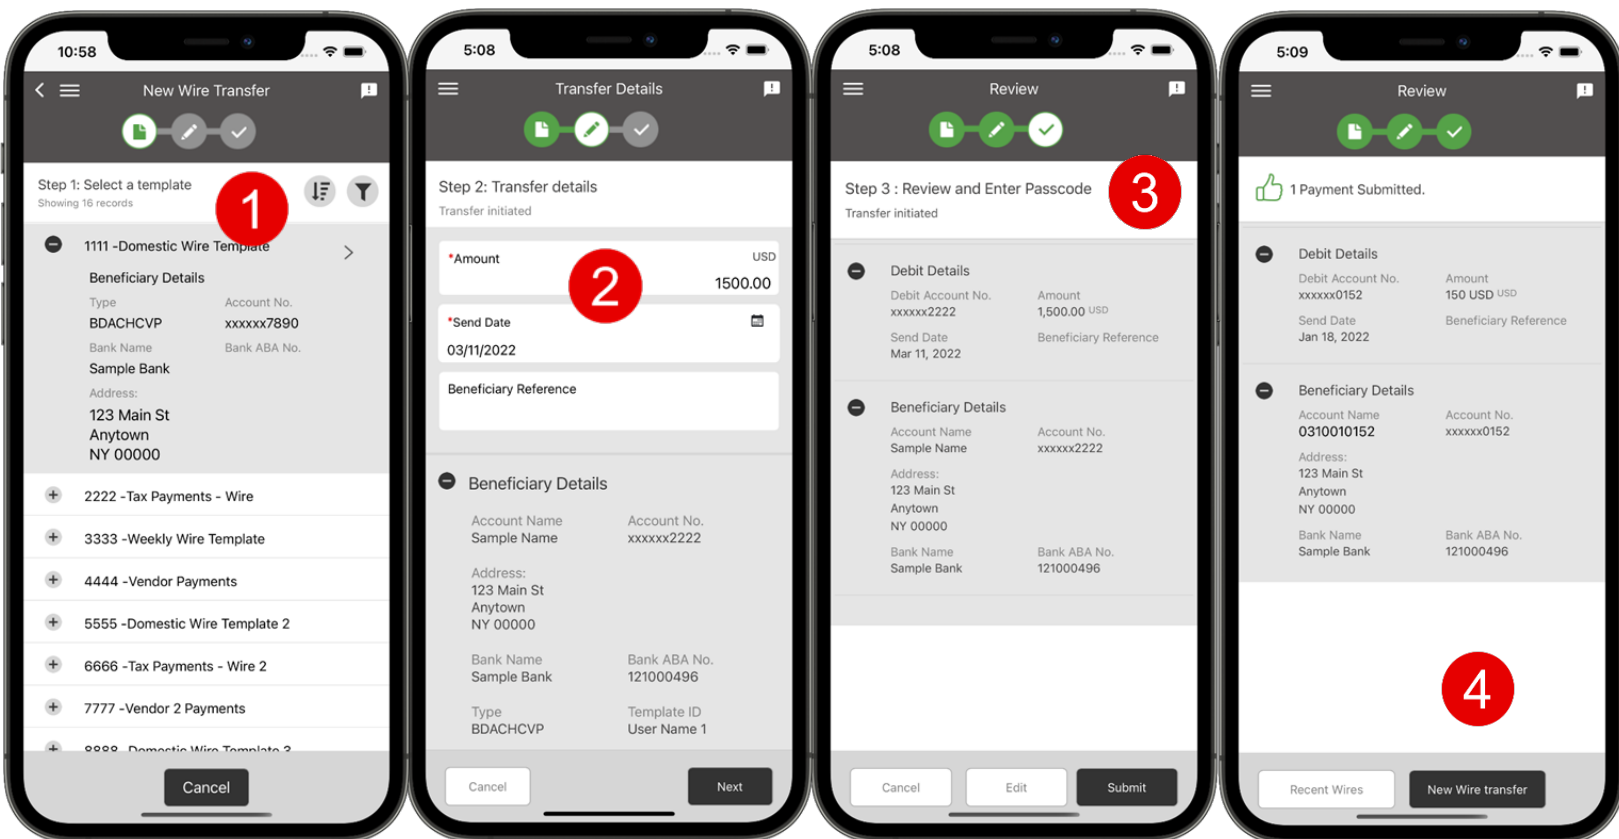 10:58
New Wire Transfer
Step 1: Select a template
Showing 16 records
1
1111 -Domestic Wire Template
Beneficiary Details
Type Account No.
BDACHCVP xxxxxx7890
Bank Name Bank ABA No.
Sample Bank
Address:
123 Main St
Anytown
NY 00000
2222 -Tax Payments - Wire
3333 -Weekly Wire Template
4444 -Vendor Payments
5555 -Domestic Wire Template 2
6666 -Tax Payments - Wire 2
7777 -Vendor 2 Payments
8888 -Domestic Wire Template 3
Cancel
5:08
Transfer Details
Step 2: Transfer details
Transfer initiated
*Amount USD
1500.00
2
*Send Date
03/11/2022
Beneficiary Reference
Beneficiary Details
Account Name Account No.
Sample Name xxxxxx2222
Address:
123 Main St
Anytown
NY 00000
Bank Name Bank ABA No.
Sample Bank 121000496
Type Template ID
BDACHCVP User Name 1
Cancel Next
5:08
Review
Step 3 : Review and Enter Passcode
Transfer initiated
3
Debit Details
Debit Account No. Amount
xxxxxx2222 1,500.00 USD
Send Date Beneficiary Reference
Mar 11, 2022
Beneficiary Details
Account Name Account No.
Sample Name xxxxxx2222
Address:
123 Main St
Anytown
NY 00000
Bank Name Bank ABA No.
Sample Bank 121000496
Cancel Edit Submit
5:09
Review
1 Payment Submitted.
Debit Details
Debit Account No. Amount
xxxxxx0152 150 USD USD
Send Date Beneficiary Reference
Jan 18, 2022
Beneficiary Details
Account Name Account No.
0310010152 xxxxxx0152
Address:
123 Main St
Anytown
NY 00000
Bank Name Bank ABA No.
Sample Bank 121000496
4
Recent Wires New Wire transfer